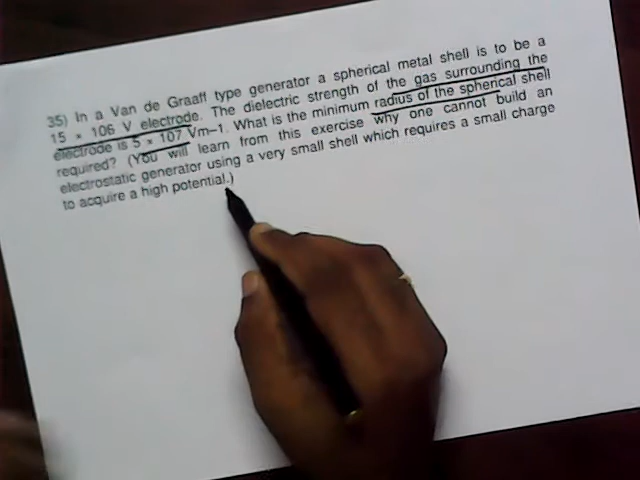 35) In a Van de Graaff type generator a spherical metal shell is to be a
15 × 106 V electrode. The dielectric strength of the gas surrounding the
electrode is 5 × 107 Vm–1. What is the minimum radius of the spherical shell
required? (You will learn from this exercise why one cannot build an
electrostatic generator using a very small shell which requires a small charge
to acquire a high potential.)